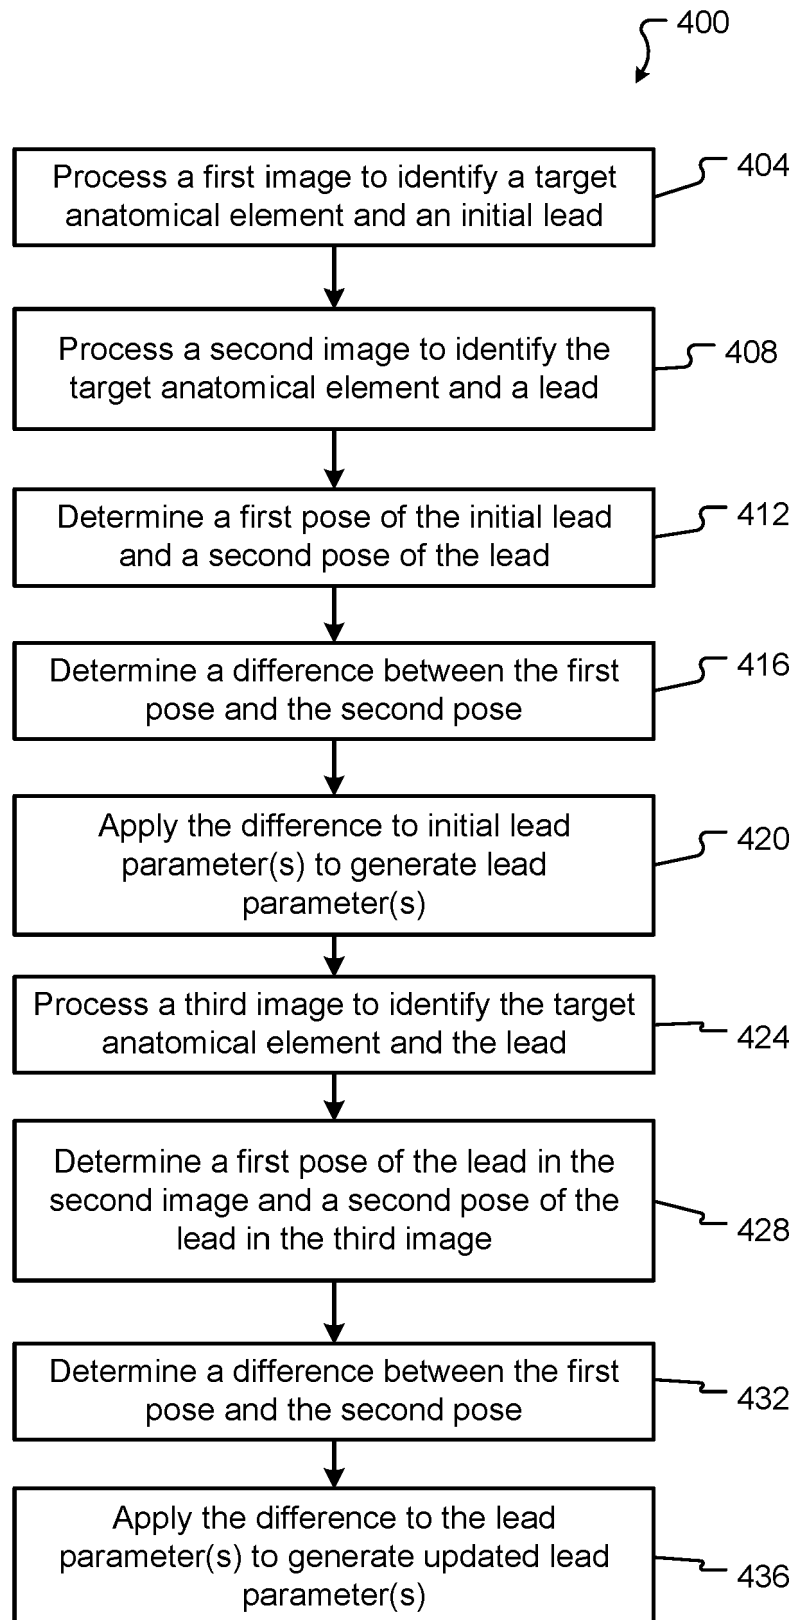 400
Process a first image to identify a target
anatomical element and an initial lead
404
Process a second image to identify the
target anatomical element and a lead
408
Determine a first pose of the initial lead
and a second pose of the lead
412
Determine a difference between the first
pose and the second pose
416
Apply the difference to initial lead
parameter(s) to generate lead
parameter(s)
420
Process a third image to identify the target
anatomical element and the lead
424
Determine a first pose of the lead in the
second image and a second pose of the
lead in the third image
428
Determine a difference between the first
pose and the second pose
432
Apply the difference to the lead
parameter(s) to generate updated lead
parameter(s)
436